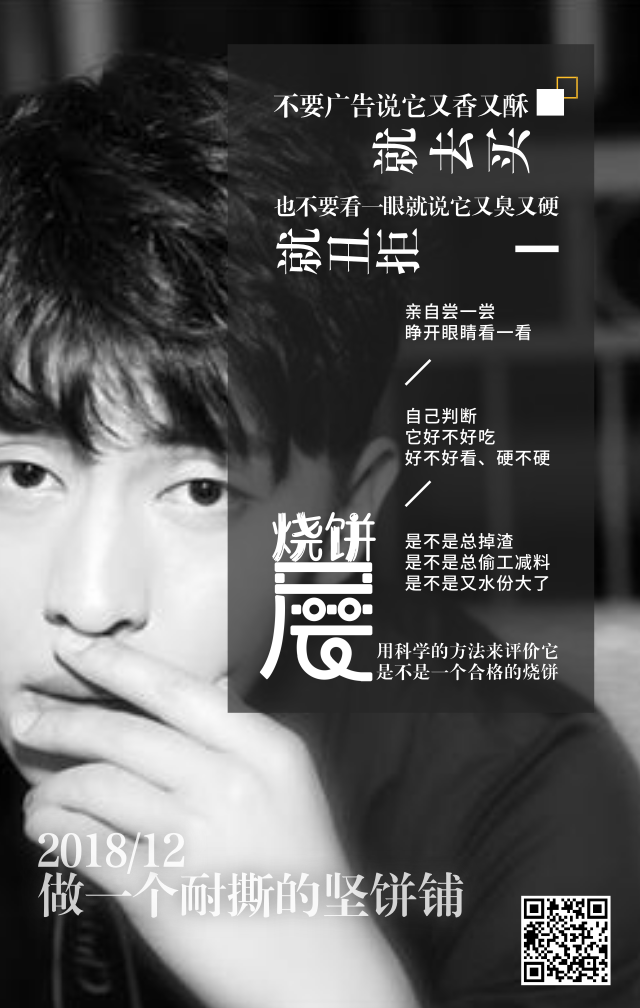 不要广告说它又香又酥
就去买
也不要看一眼就说它又臭又硬
就丑拒
亲自尝一尝
睁开眼睛看一看
自己判断
它好不好吃
好不好看、硬不硬
是不是总掉渣
是不是总偷工减料
是不是又水份大了
烧饼
晨
用科学的方法来评价它
是不是一个合格的烧饼
2018/12
做一个耐撕的坚饼铺